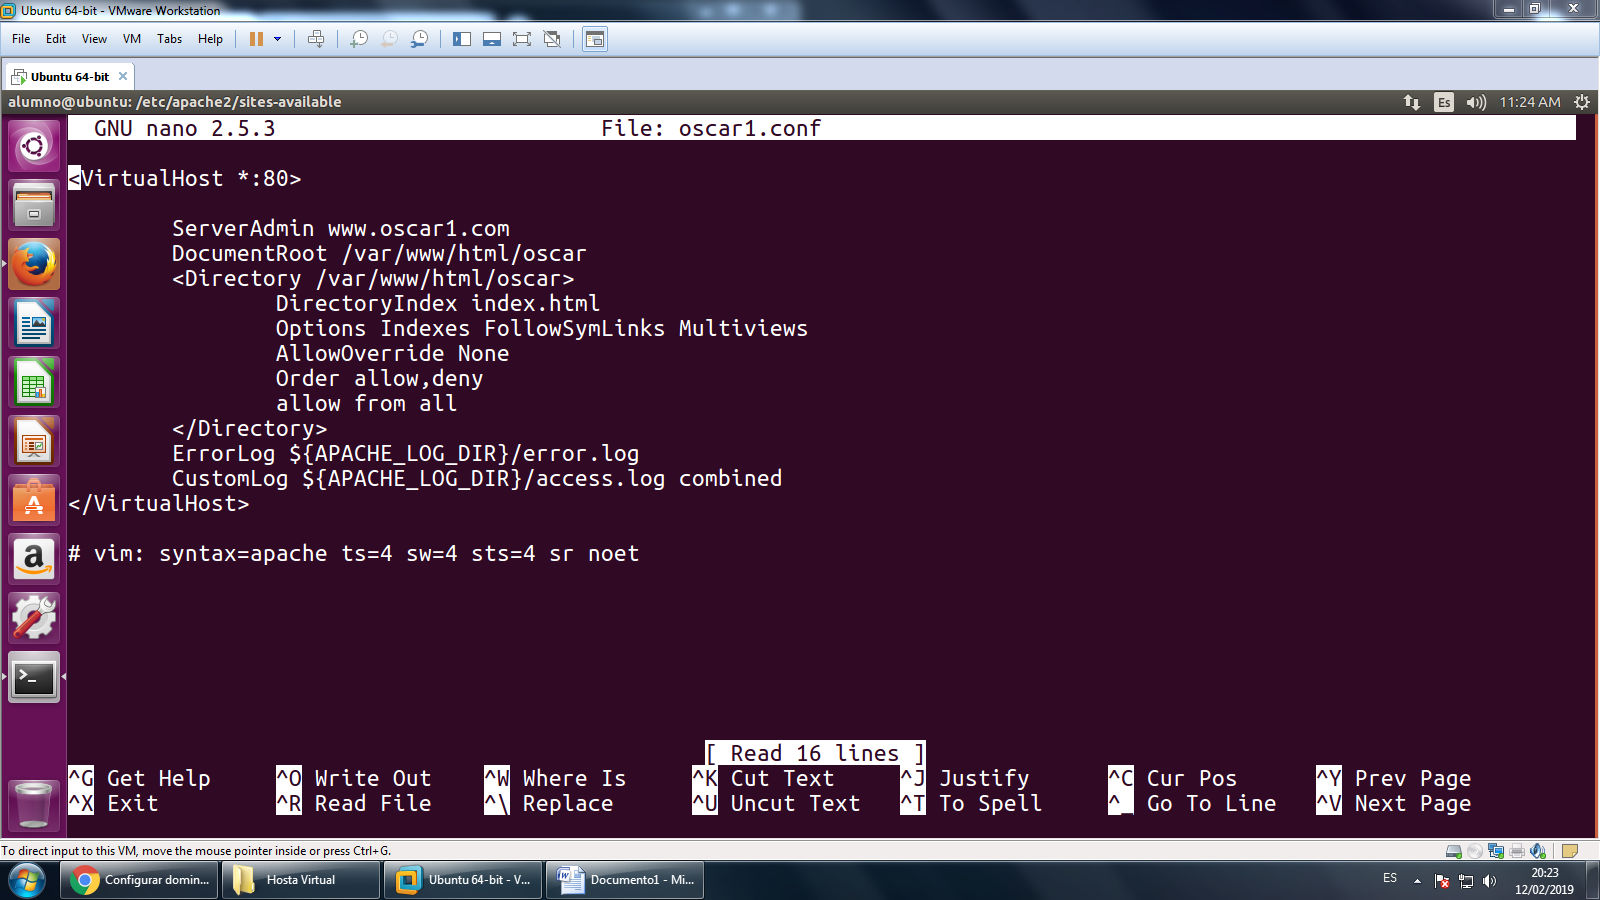 Ubuntu 64-bit - VMware Workstation
File Edit View VM Tabs Help
Ubuntu 64-bit
alumno@ubuntu: /etc/apache2/sites-available
Es 11:24 AM
GNU nano 2.5.3 File: oscar1.conf
<VirtualHost *:80>
ServerAdmin www.oscar1.com
DocumentRoot /var/www/html/oscar
<Directory /var/www/html/oscar>
DirectoryIndex index.html
Options Indexes FollowSymLinks Multiviews
AllowOverride None
Order allow,deny
allow from all
</Directory>
ErrorLog ${APACHE_LOG_DIR}/error.log
CustomLog ${APACHE_LOG_DIR}/access.log combined
</VirtualHost>
# vim: syntax=apache ts=4 sw=4 sts=4 sr noet
[ Read 16 lines ]
^G Get Help ^O Write Out ^W Where Is ^K Cut Text ^J Justify ^C Cur Pos ^Y Prev Page
^X Exit ^R Read File ^\ Replace ^U Uncut Text ^T To Spell ^_ Go To Line ^V Next Page
To direct input to this VM, move the mouse pointer inside or press Ctrl+G.
Configurar domin... Hosta Virtual Ubuntu 64-bit - V... Documento1 - Mi... ES 20:23
12/02/2019